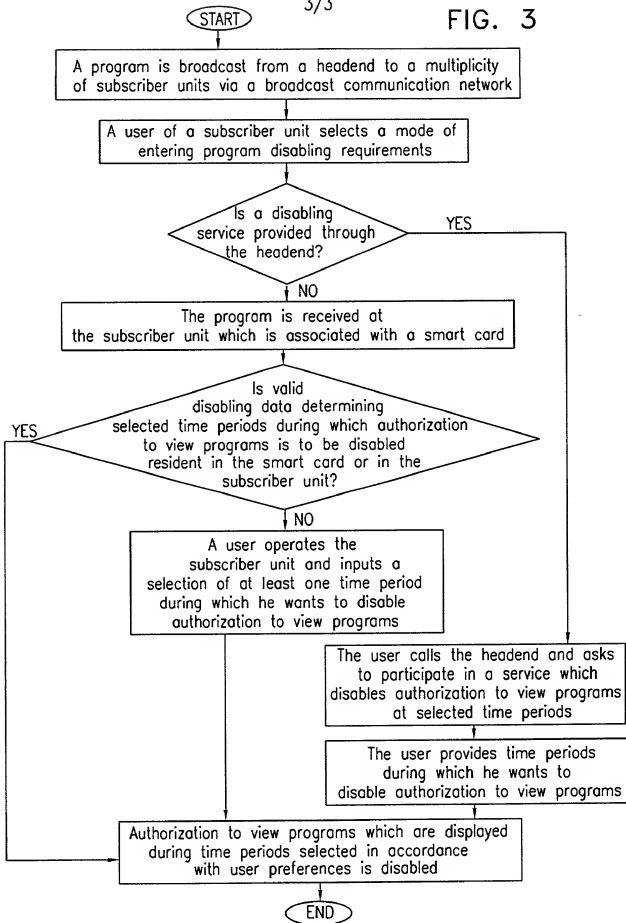 3/3
FIG. 3
START
A program is broadcast from a headend to a multiplicity
of subscriber units via a broadcast communication network
A user of a subscriber unit selects a mode of
entering program disabling requirements
Is a disabling
service provided through
the headend?
YES
NO
The program is received at
the subscriber unit which is associated with a smart card
Is valid
disabling data determining
selected time periods during which authorization
to view programs is to be disabled
resident in the smart card or in the
subscriber unit?
YES
NO
A user operates the
subscriber unit and inputs a
selection of at least one time period
during which he wants to disable
authorization to view programs
The user calls the headend and asks
to participate in a service which
disables authorization to view programs
at selected time periods
The user provides time periods
during which he wants to
disable authorization to view programs
Authorization to view programs which are displayed
during time periods selected in accordance
with user preferences is disabled
END